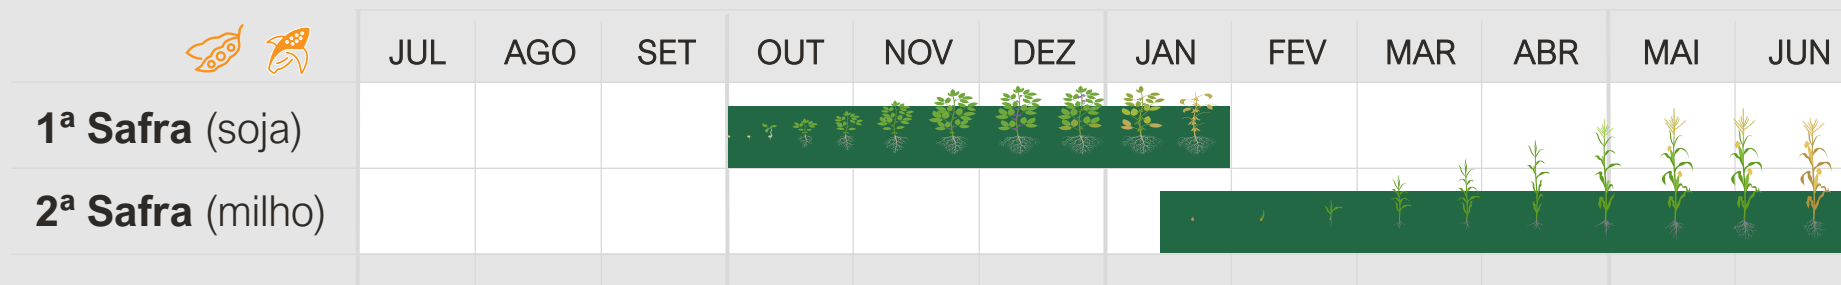 JUL AGO SET OUT NOV DEZ JAN FEV MAR ABR MAI JUN
1ª Safra (soja)
2ª Safra (milho)